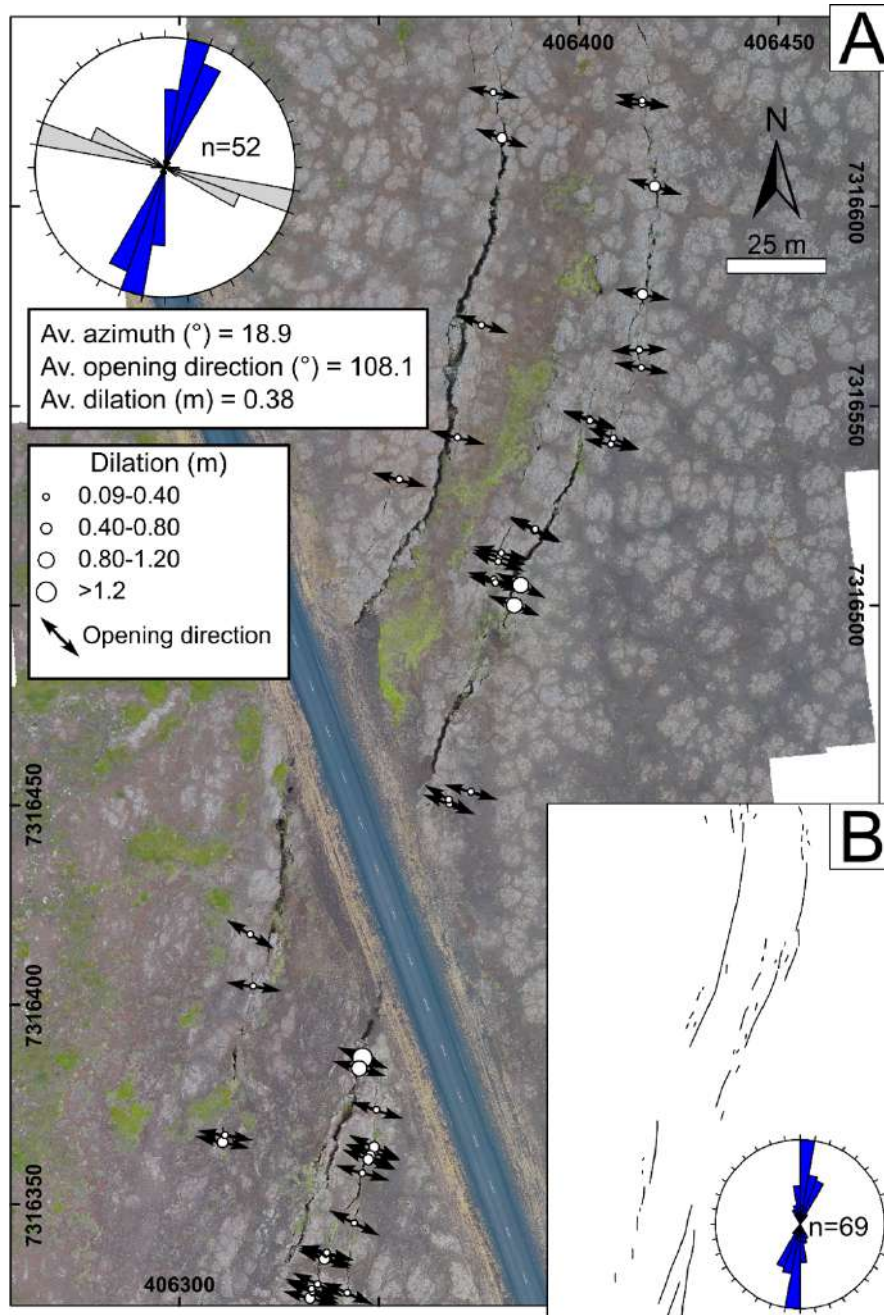 406400
406450
A
n=52
N
7316600
25 m
Av. azimuth (°) = 18.9
Av. opening direction (°) = 108.1
Av. dilation (m) = 0.38
7316550
Dilation (m)
0.09-0.40
0.40-0.80
0.80-1.20
>1.2
Opening direction
7316500
7316450
B
7316400
7316350
n=69
406300